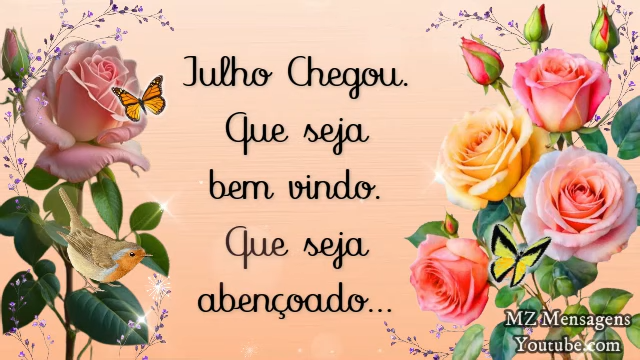 Julho Chegou.
Que seja
bem vindo.
Que seja
abençoado...
MZ Mensagens
Youtube.com